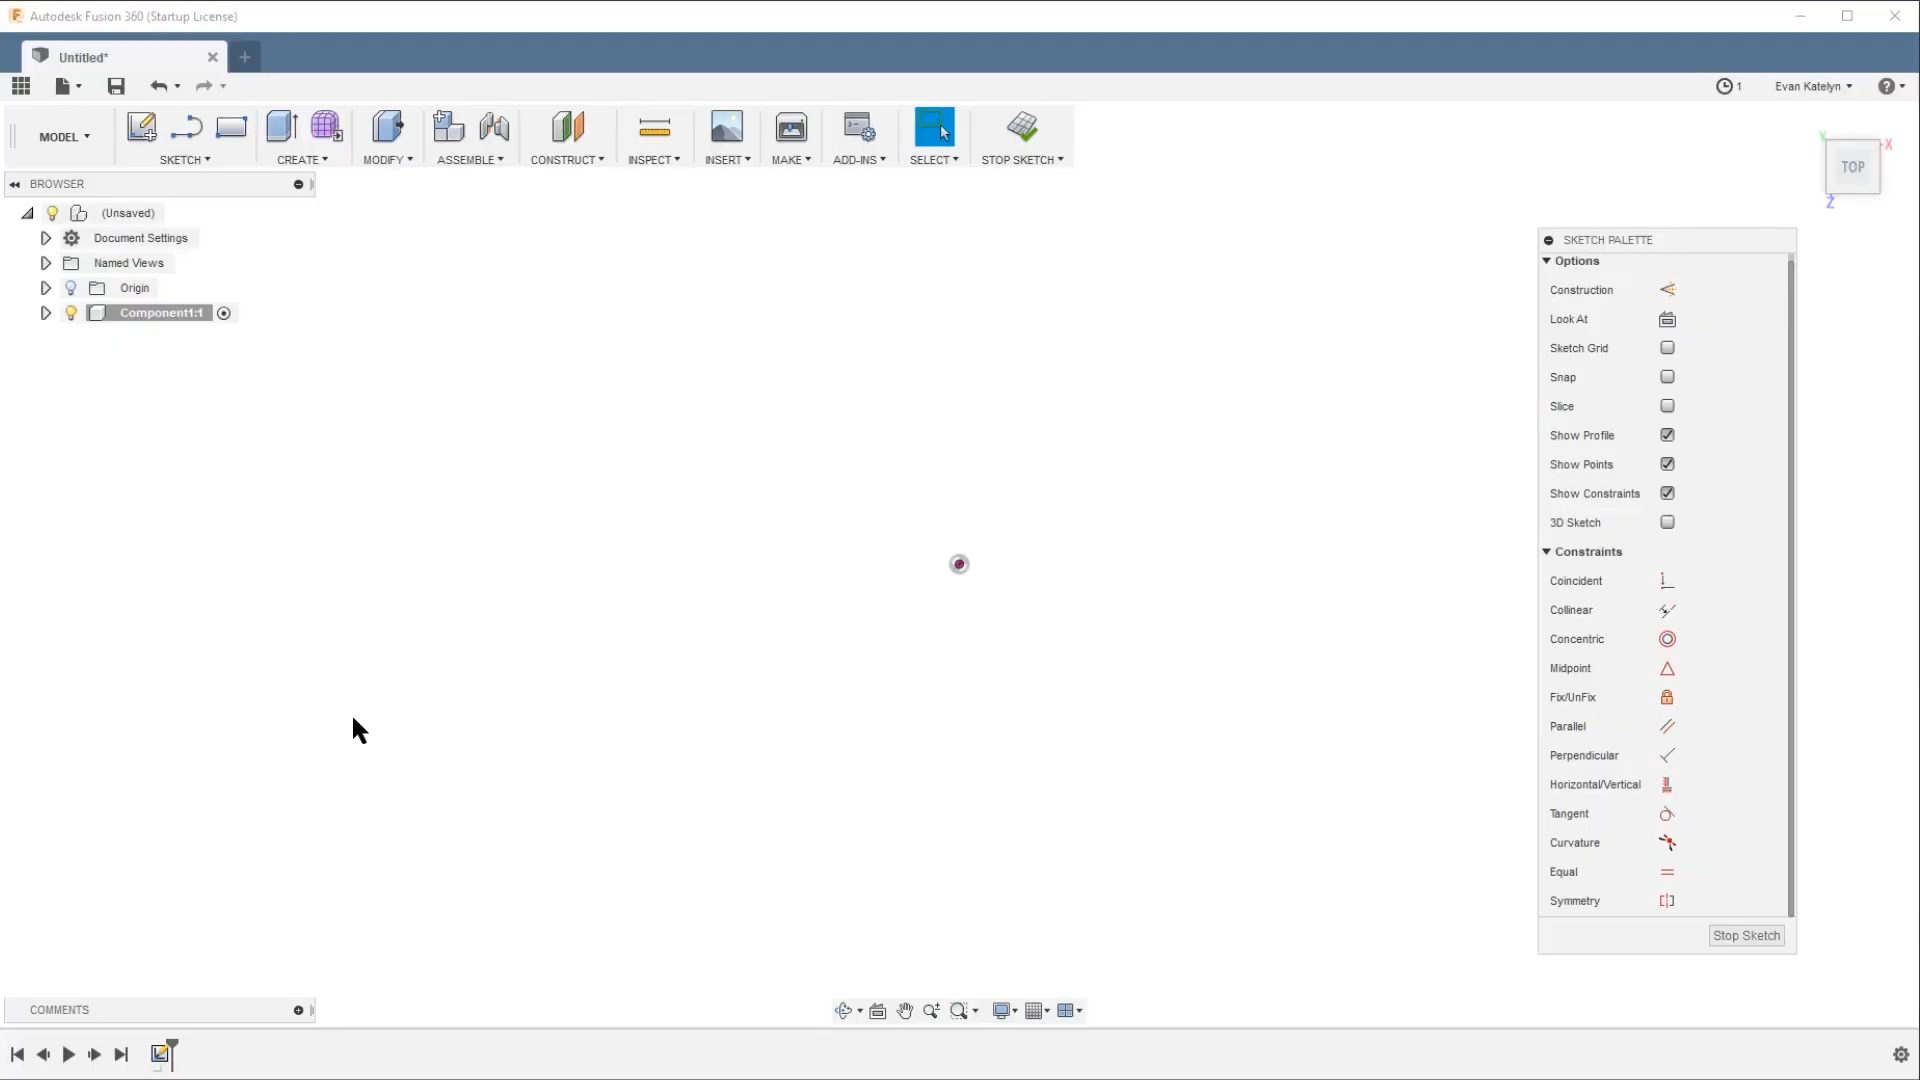 Autodesk Fusion 360 (Startup License)
Untitled*
1
Evan Katelyn
MODEL
SKETCH
CREATE
MODIFY
ASSEMBLE
CONSTRUCT
INSPECT
INSERT
MAKE
ADD-INS
SELECT
STOP SKETCH
Y
X
TOP
Z
BROWSER
(Unsaved)
Document Settings
Named Views
Origin
Component1:1
SKETCH PALETTE
Options
Construction
Look At
Sketch Grid
Snap
Slice
Show Profile
Show Points
Show Constraints
3D Sketch
Constraints
Coincident
Collinear
Concentric
Midpoint
Fix/UnFix
Parallel
Perpendicular
Horizontal/Vertical
Tangent
Curvature
Equal
Symmetry
Stop Sketch
COMMENTS